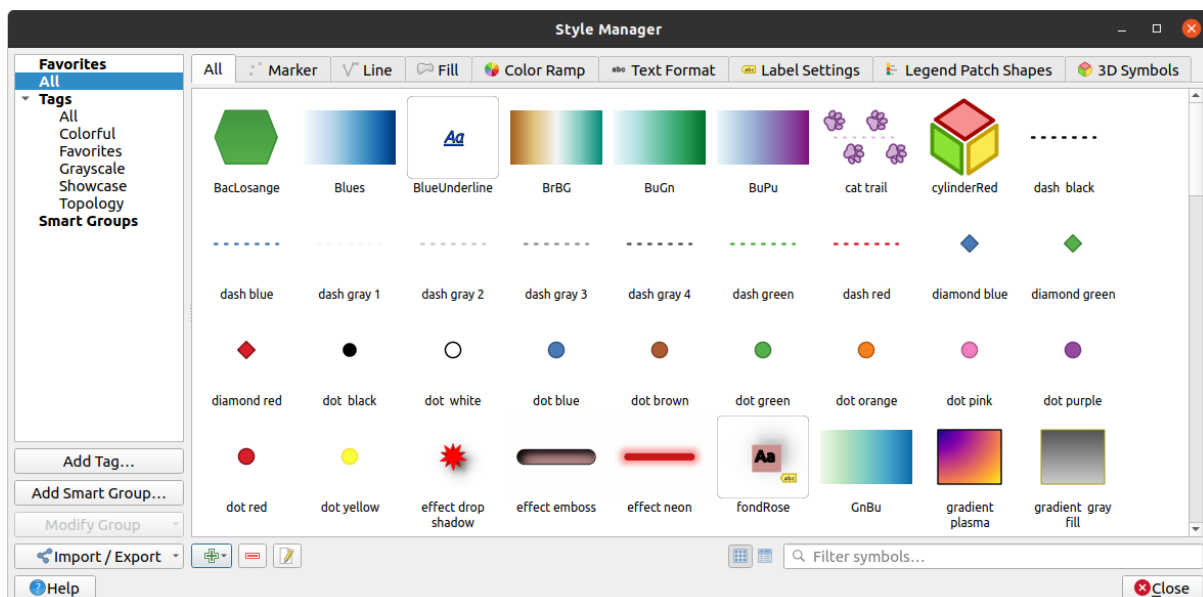 Style Manager
Favorites
All
Tags
All
Colorful
Favorites
Grayscale
Showcase
Topology
Smart Groups
Add Tag...
Add Smart Group...
Modify Group
Import / Export
Help
All
Marker
Line
Fill
Color Ramp
abc Text Format
abc Label Settings
Legend Patch Shapes
3D Symbols
Aa
BacLosange
Blues
BlueUnderline
BrBG
BuGn
BuPu
cat trail
cylinderRed
dash  black
dash blue
dash gray 1
dash gray 2
dash gray 3
dash gray 4
dash green
dash red
diamond blue
diamond green
diamond red
dot  black
dot  white
dot blue
dot brown
dot green
dot orange
dot pink
dot purple
Aa
abc
dot red
dot yellow
effect drop
shadow
effect emboss
effect neon
fondRose
GnBu
gradient
plasma
gradient  gray
fill
Filter symbols...
Close